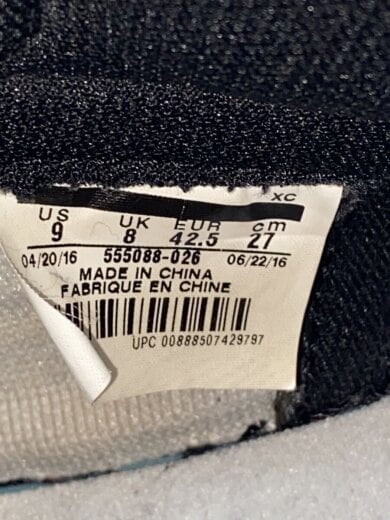 XC
US UK EUR cm
9 8 42.5 27
04/20/16 555088-026 06/22/16
MADE IN CHINA
FABRIQUE EN CHINE
UPC 00888507429797